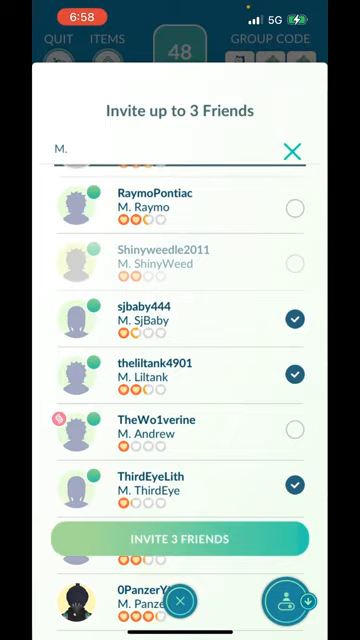 6:58
5G
QUIT
ITEMS
48
GROUP CODE
Invite up to 3 Friends
M.
RaymoPontiac
M. Raymo
Shinyweedle2011
M. ShinyWeed
sjbaby444
M. SjBaby
theliltank4901
M. Liltank
TheWo1verine
M. Andrew
ThirdEyeLith
M. ThirdEye
INVITE 3 FRIENDS
0PanzerY
M. Panze